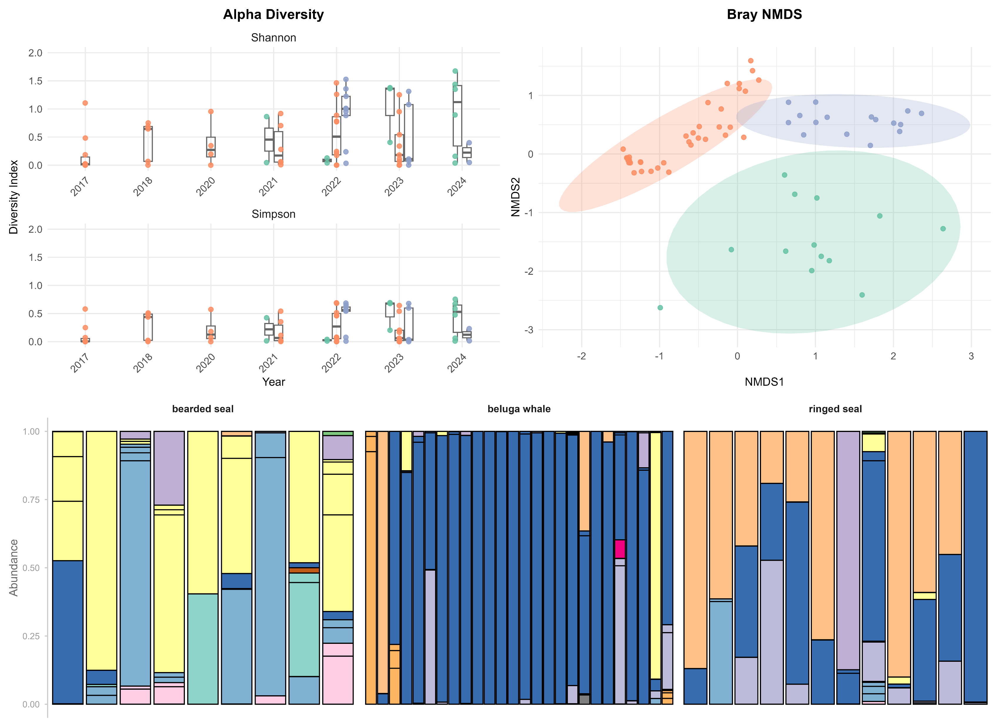 Alpha Diversity
Shannon
2.0
1.5
1.0
0.5
0.0
2017 2018 2020 2021 2022 2023 2024
Diversity Index
Simpson
2.0
1.5
1.0
0.5
0.0
2017 2018 2020 2021 2022 2023 2024
Year
Bray NMDS
NMDS2
1
0
-1
-2
-3
-2 -1 0 1 2 3
NMDS1
bearded seal beluga whale ringed seal
Abundance
1.00
0.75
0.50
0.25
0.00